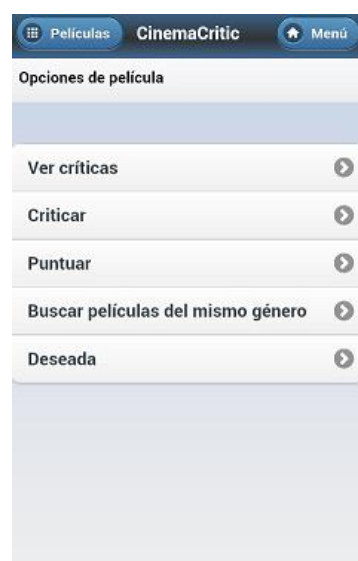 Películas CinemaCritic Menú
Opciones de película
Ver críticas
Criticar
Puntuar
Buscar películas del mismo género
Deseada